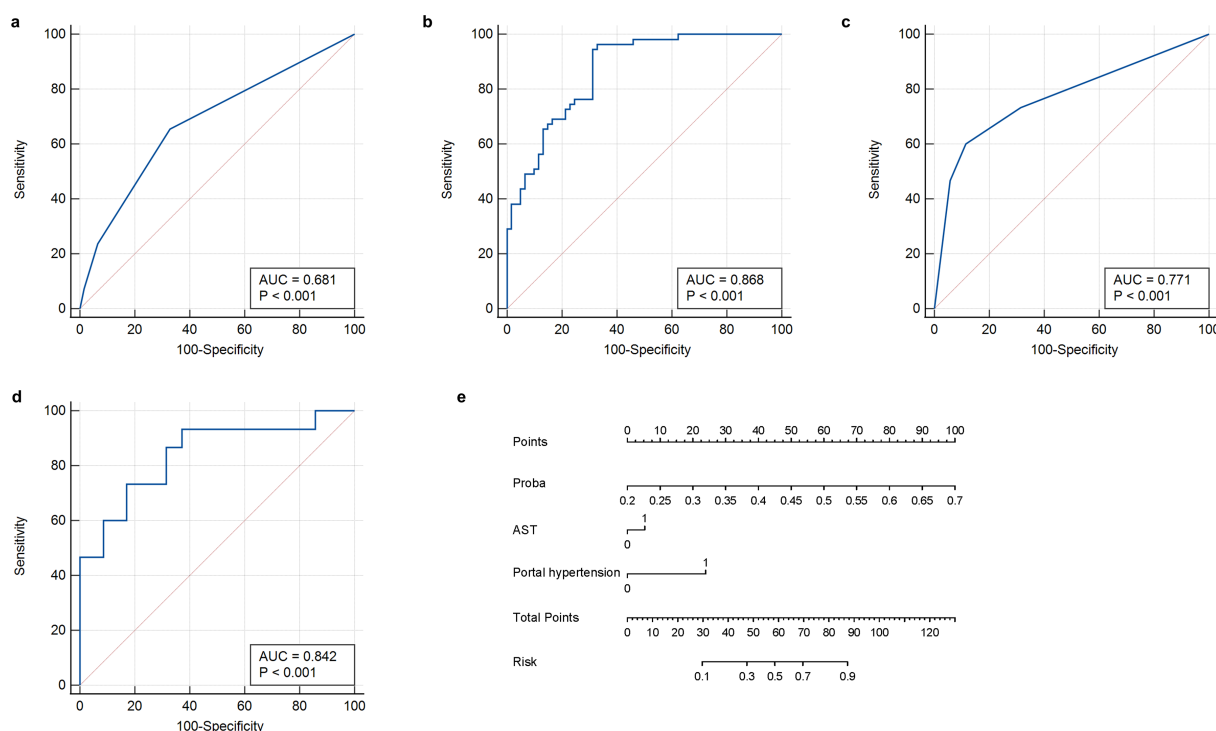 a
100
80
60
40
20
0
Sensitivity
AUC = 0.681
P < 0.001
0 20 40 60 80 100
100-Specificity
b
100
80
60
40
20
0
Sensitivity
AUC = 0.868
P < 0.001
0 20 40 60 80 100
100-Specificity
c
100
80
60
40
20
0
Sensitivity
AUC = 0.771
P < 0.001
0 20 40 60 80 100
100-Specificity
d
100
80
60
40
20
0
Sensitivity
AUC = 0.842
P < 0.001
0 20 40 60 80 100
100-Specificity
e
0 10 20 30 40 50 60 70 80 90 100
Points
Proba
0.2 0.25 0.3 0.35 0.4 0.45 0.5 0.55 0.6 0.65 0.7
1
AST
0
1
Portal hypertension
0
Total Points
0 10 20 30 40 50 60 70 80 90 100 120
Risk
0.1 0.3 0.5 0.7 0.9